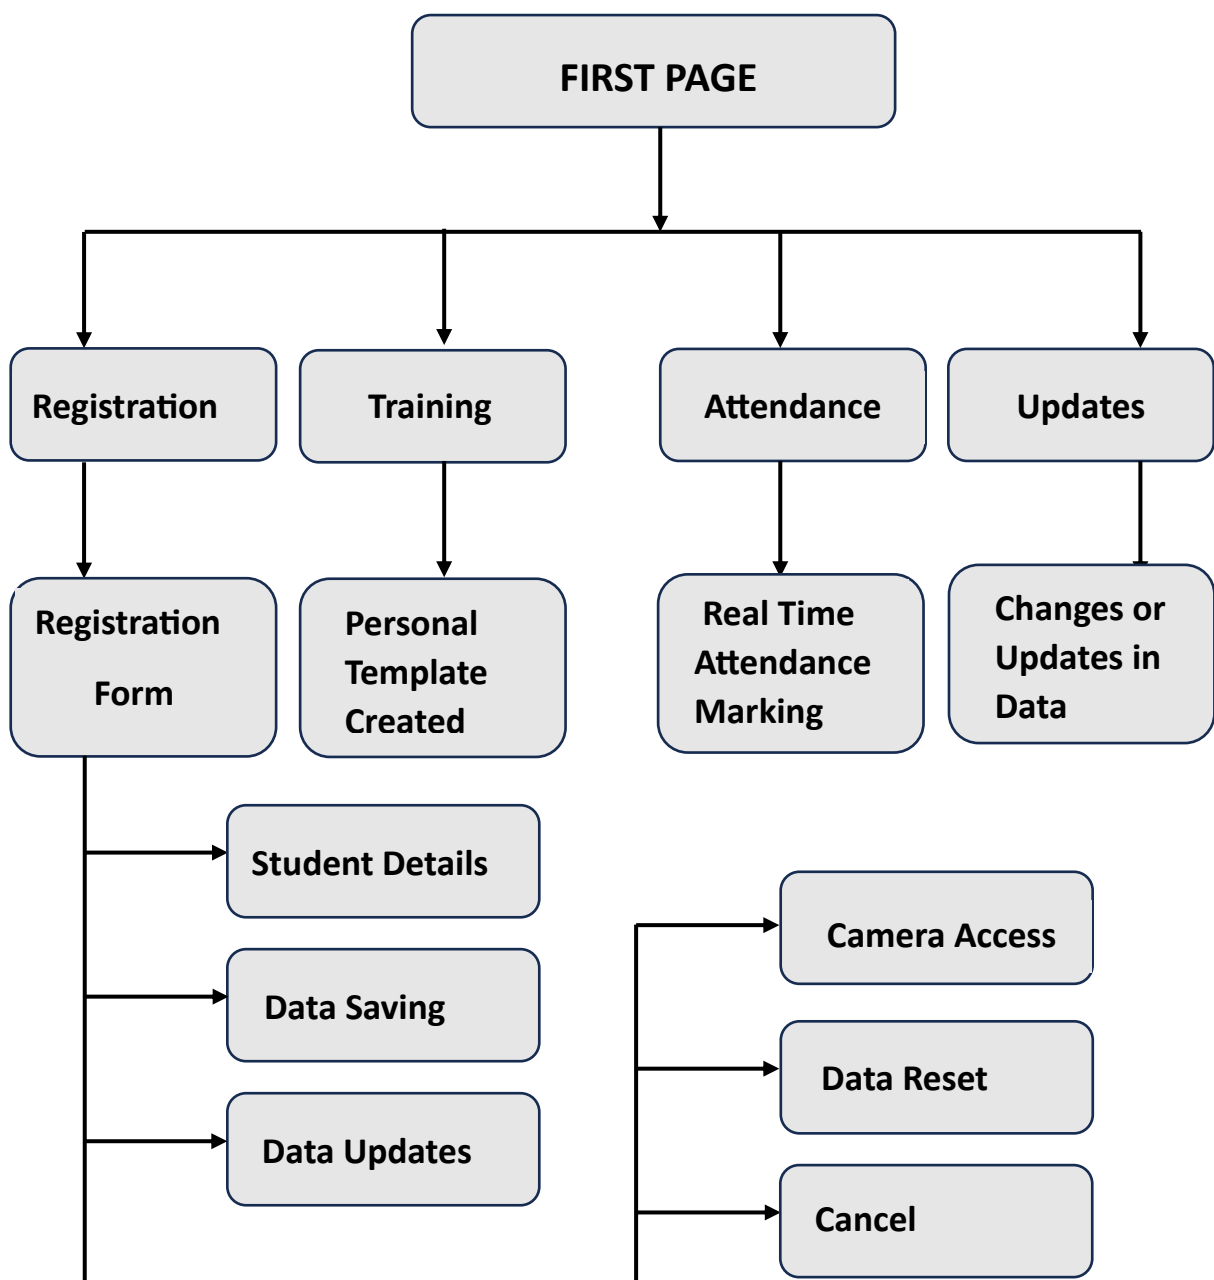 FIRST PAGE
Registration
Training
Attendance
Updates
Registration
Form
Personal
Template
Created
Real Time
Attendance
Marking
Changes or
Updates in
Data
Student Details
Data Saving
Data Updates
Camera Access
Data Reset
Cancel